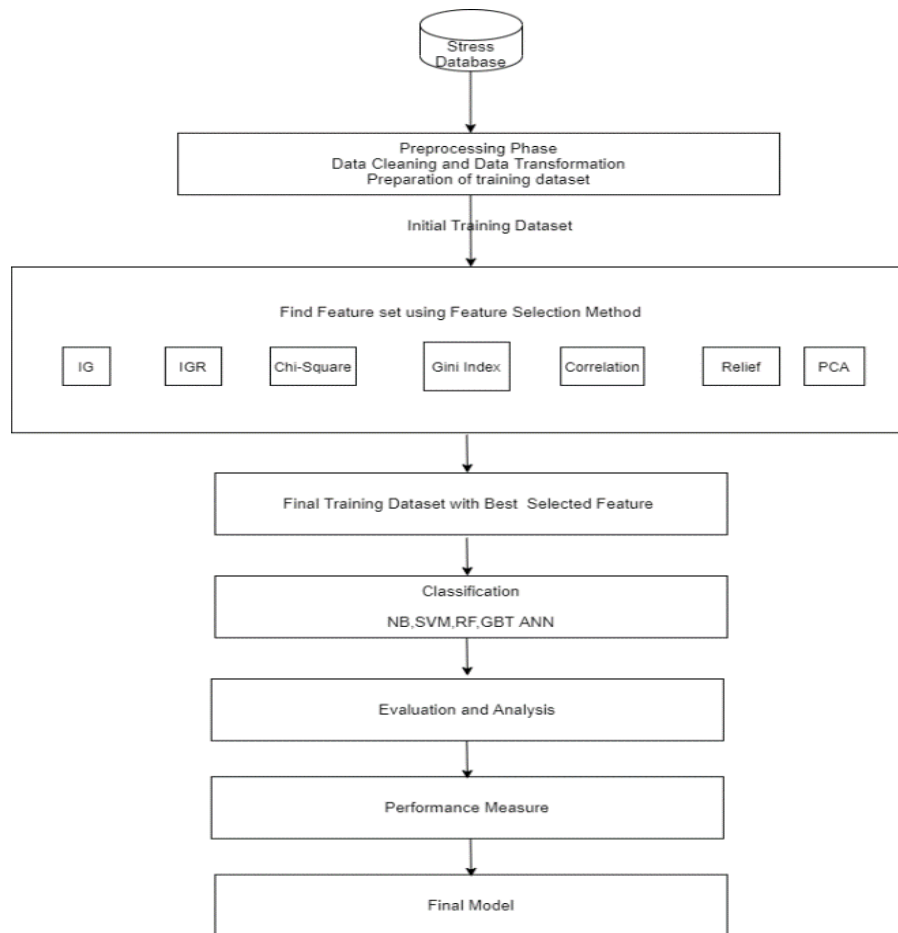 Stress
Database
Preprocessing Phase
Data Cleaning and Data Transformation
Preparation of training dataset
Initial Training Dataset
Find Feature set using Feature Selection Method
IG
IGR
Chi-Square
Gini Index
Correlation
Relief
PCA
Final Training Dataset with Best Selected Feature
Classification
NB,SVM,RF,GBT ANN
Evaluation and Analysis
Performance Measure
Final Model